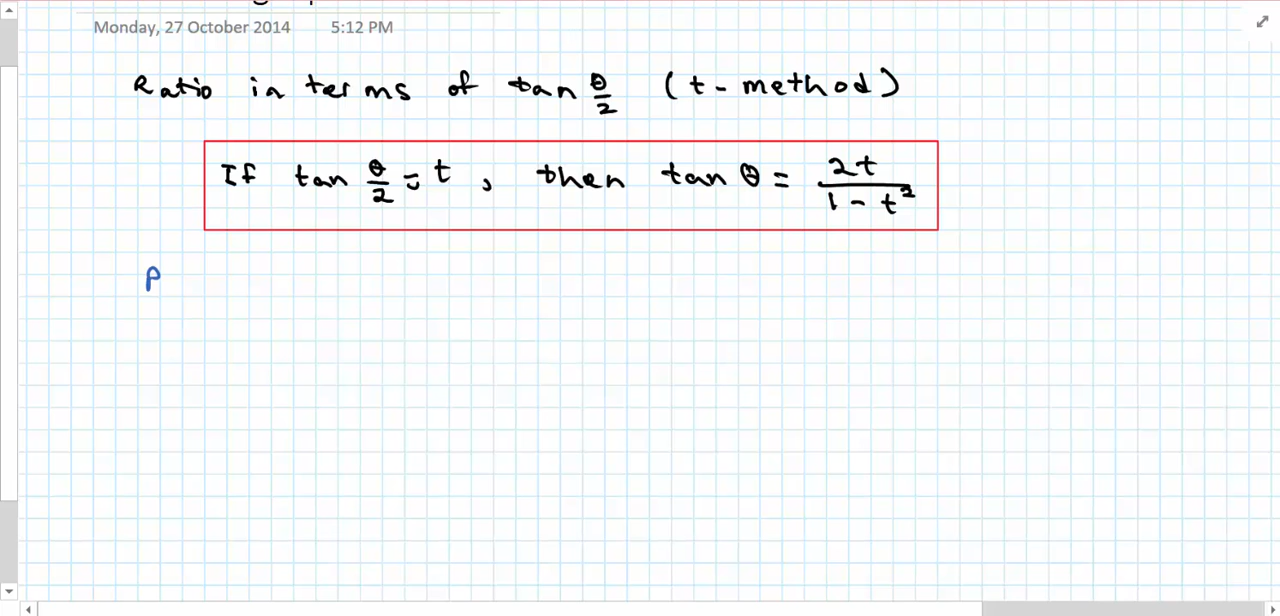 Monday, 27 October 2014 5:12 PM
Ratio in terms of tan θ/2 (t-method)
If tan θ/2 = t, then tan θ = 2t/(1-t²)
P